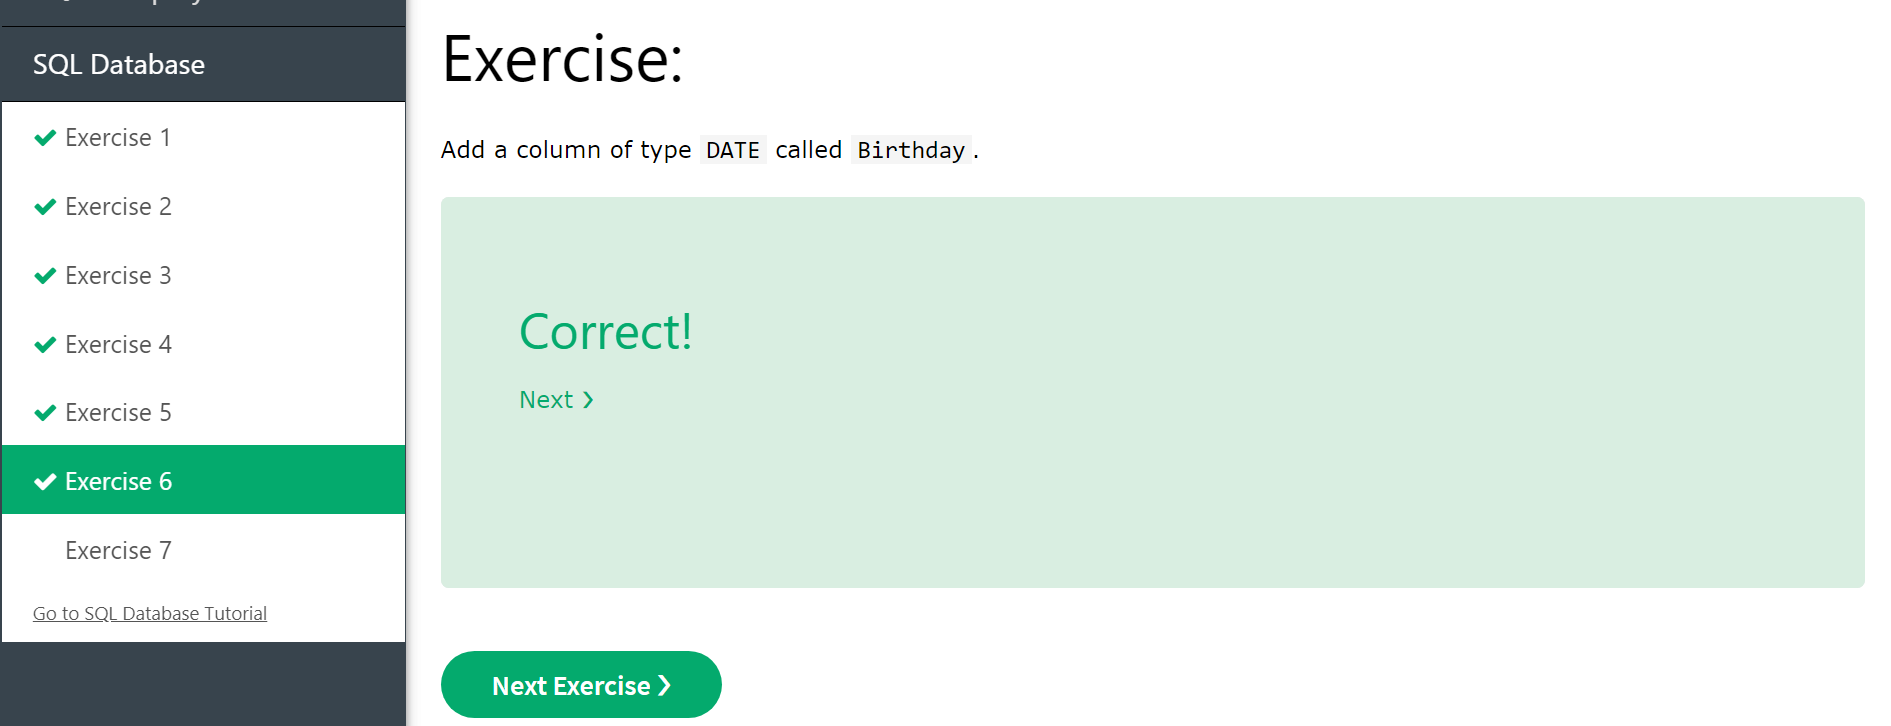 SQL Database
Exercise 1
Exercise 2
Exercise 3
Exercise 4
Exercise 5
Exercise 6
Exercise 7
Go to SQL Database Tutorial
Exercise:
Add a column of type DATE called Birthday.
Correct!
Next ❯
Next Exercise ❯